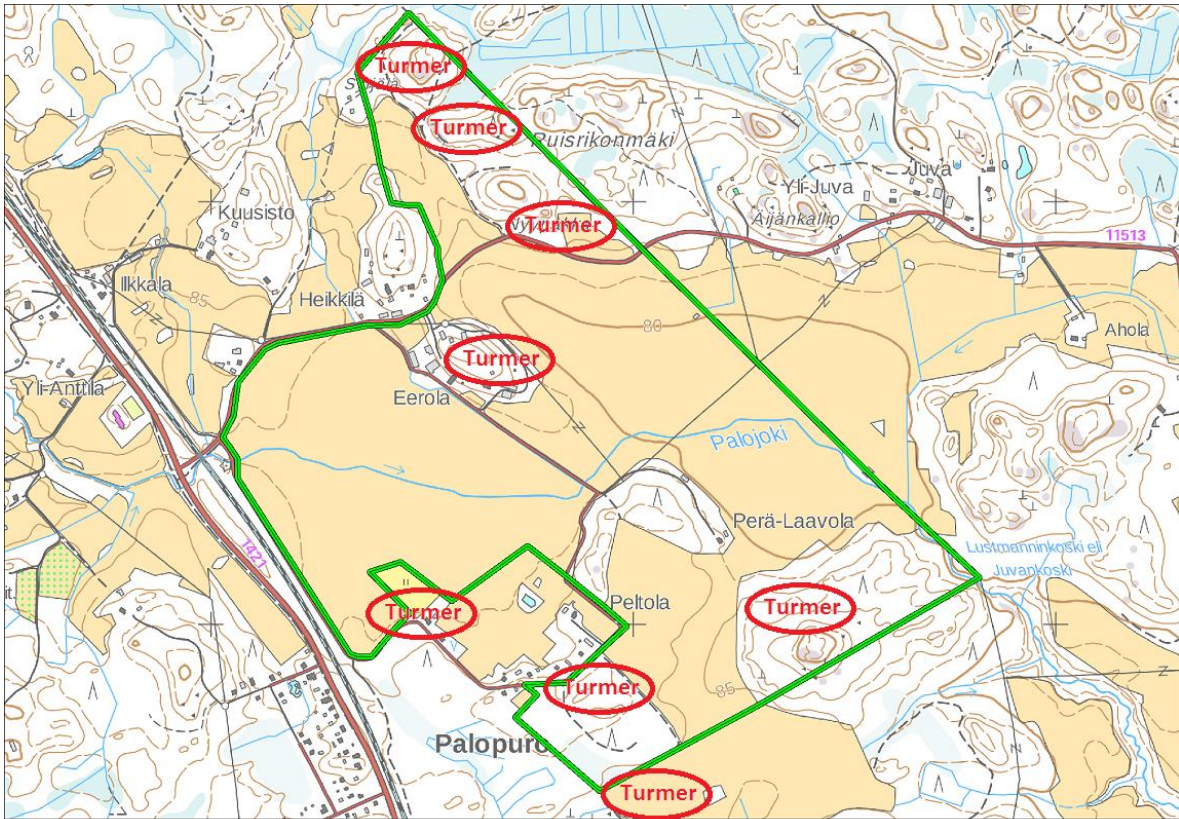 Turmer
Turmer
Ruisrikonmäki
Juva
Yli-Juva
Kuusisto
Turmer
Äijänkallio
11513
Ilkkala
85
Heikkilä
80
Ahola
Turmer
Yli-Anttila
Eerola
Palojoki
Perä-Laavola
1421
Lustmanninkoski eli
Juvankoski
it.
Turmer
Peltola
Turmer
Turmer
85
Palopuro
Turmer